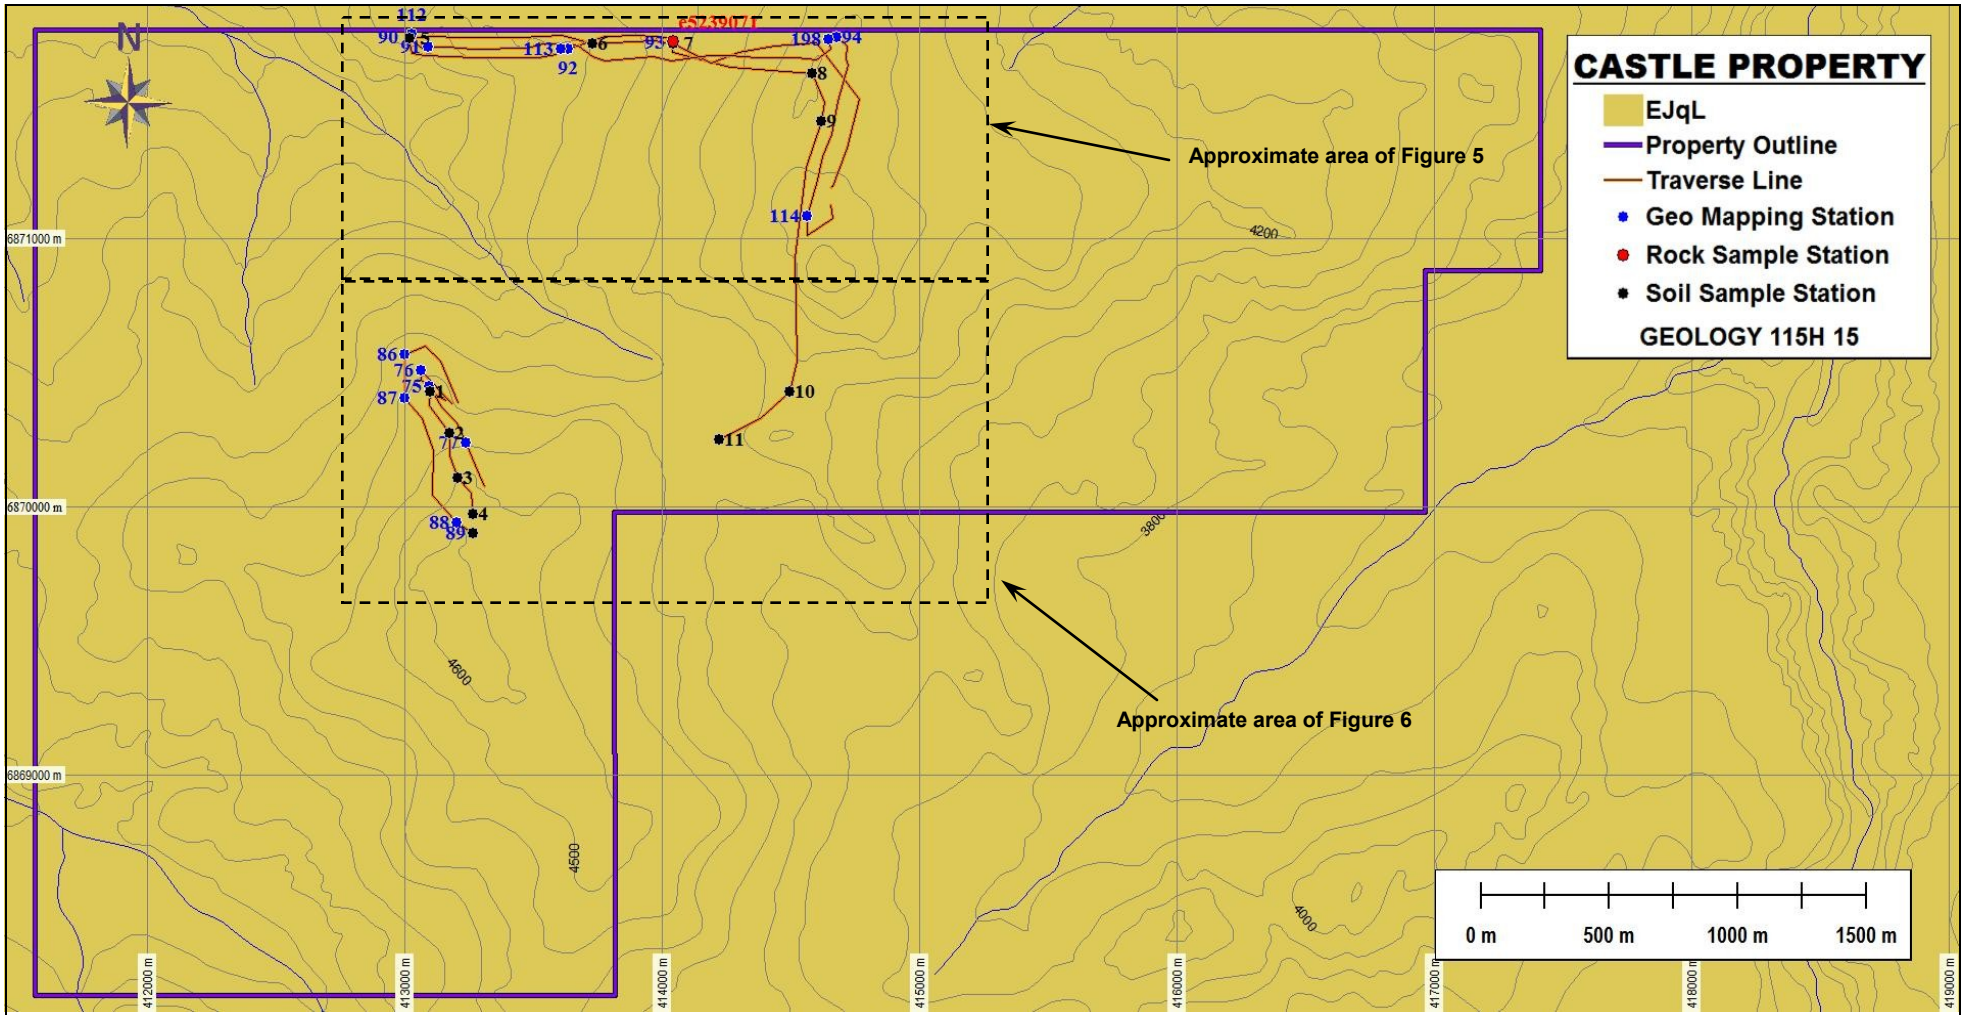 N
112
90
5
91
113
92
6
e5239071
93
7
198
94
8
9
114
CASTLE PROPERTY
EJqL
Property Outline
Traverse Line
Geo Mapping Station
Rock Sample Station
Soil Sample Station
GEOLOGY 115H 15
Approximate area of Figure 5
6871000 m
4200
86
76
75
1
87
2
77
3
10
11
6870000 m
88
4
89
3800
4600
Approximate area of Figure 6
6869000 m
4500
4000
0 m
500 m
1000 m
1500 m
412000 m
413000 m
414000 m
415000 m
416000 m
417000 m
418000 m
419000 m